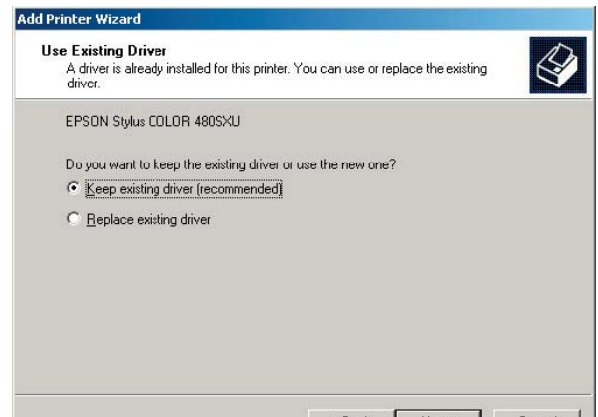 Add Printer Wizard
Use Existing Driver
A driver is already installed for this printer. You can use or replace the existing
driver.
EPSON Stylus COLOR 480SXU
Do you want to keep the existing driver or use the new one?
Keep existing driver (recommended)
Replace existing driver